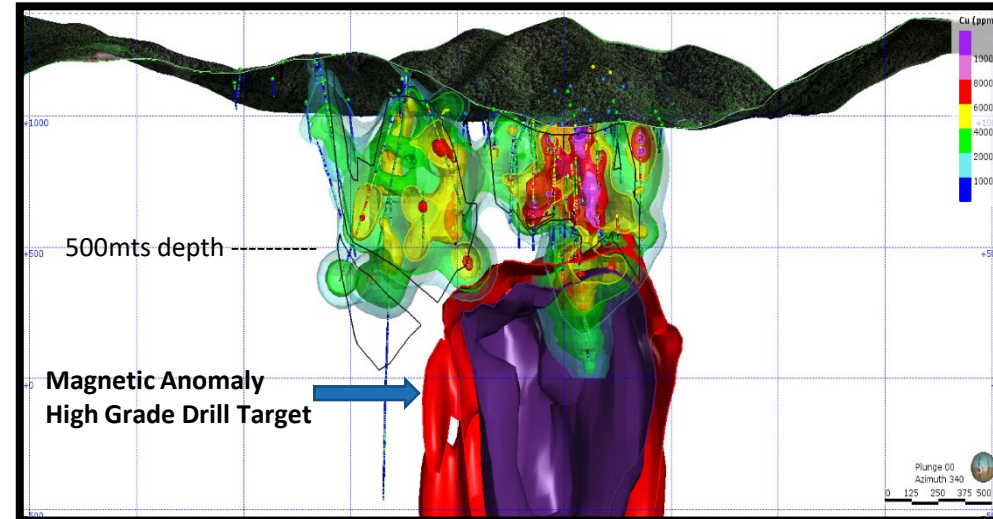 Cu (ppm
1000
8000
6000
4000
2000
1000
+1000
+500
500mts depth --------
+0
Magnetic Anomaly
High Grade Drill Target
Plunge 00
Azimuth 340
0 125 250 375 500